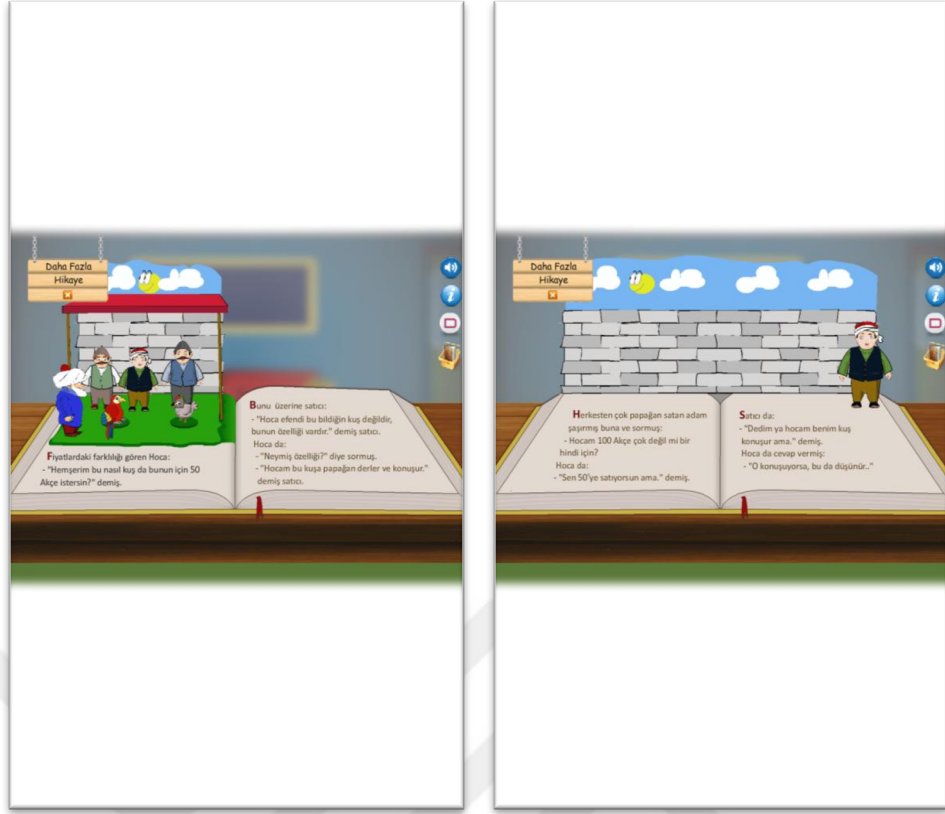 Daha Fazla
Hikaye
Fiyatlardaki farklılığı gören Hoca:
- "Hemşerim bu nasıl kuş da bunun için 50
Akçe istersin?" demiş.
Bunu üzerine satıcı:
- "Hoca efendi bu bildiğin kuş değildir,
bunun özelliği vardır." demiş satıcı.
Hoca da:
- "Neymiş özelliği?" diye sormuş.
- "Hocam bu kuşa papağan derler ve konuşur."
demiş satıcı.
Daha Fazla
Hikaye
Herkesten çok papağan satan adam
şaşırmış buna ve sormuş:
- Hocam 100 Akçe çok değil mi bir
hindi için?
Hoca da:
- "Sen 50'ye satıyorsun ama." demiş.
Satıcı da:
- "Dedim ya hocam benim kuş
konuşur ama." demiş.
Hoca da cevap vermiş:
- "O konuşuyorsa, bu da düşünür.."